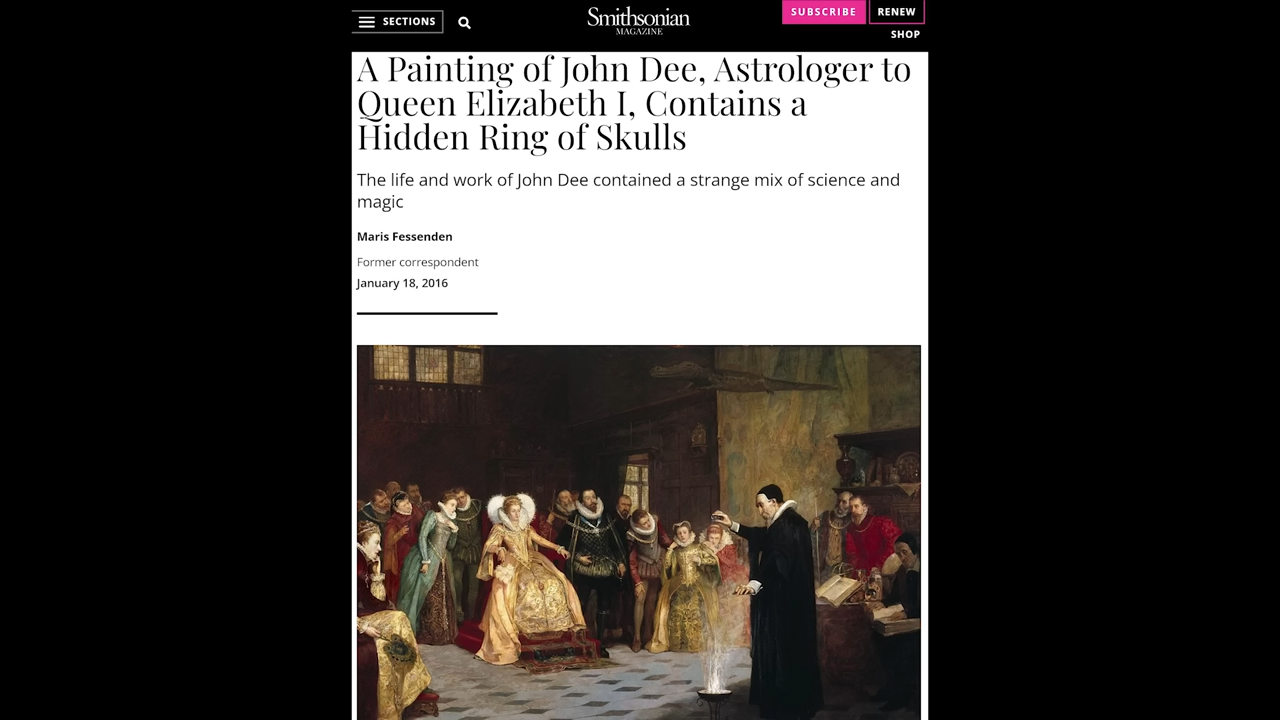 SECTIONS
Smithsonian
MAGAZINE
SUBSCRIBE
RENEW
SHOP
A Painting of John Dee, Astrologer to
Queen Elizabeth I, Contains a
Hidden Ring of Skulls
The life and work of John Dee contained a strange mix of science and
magic
Maris Fessenden
Former correspondent
January 18, 2016